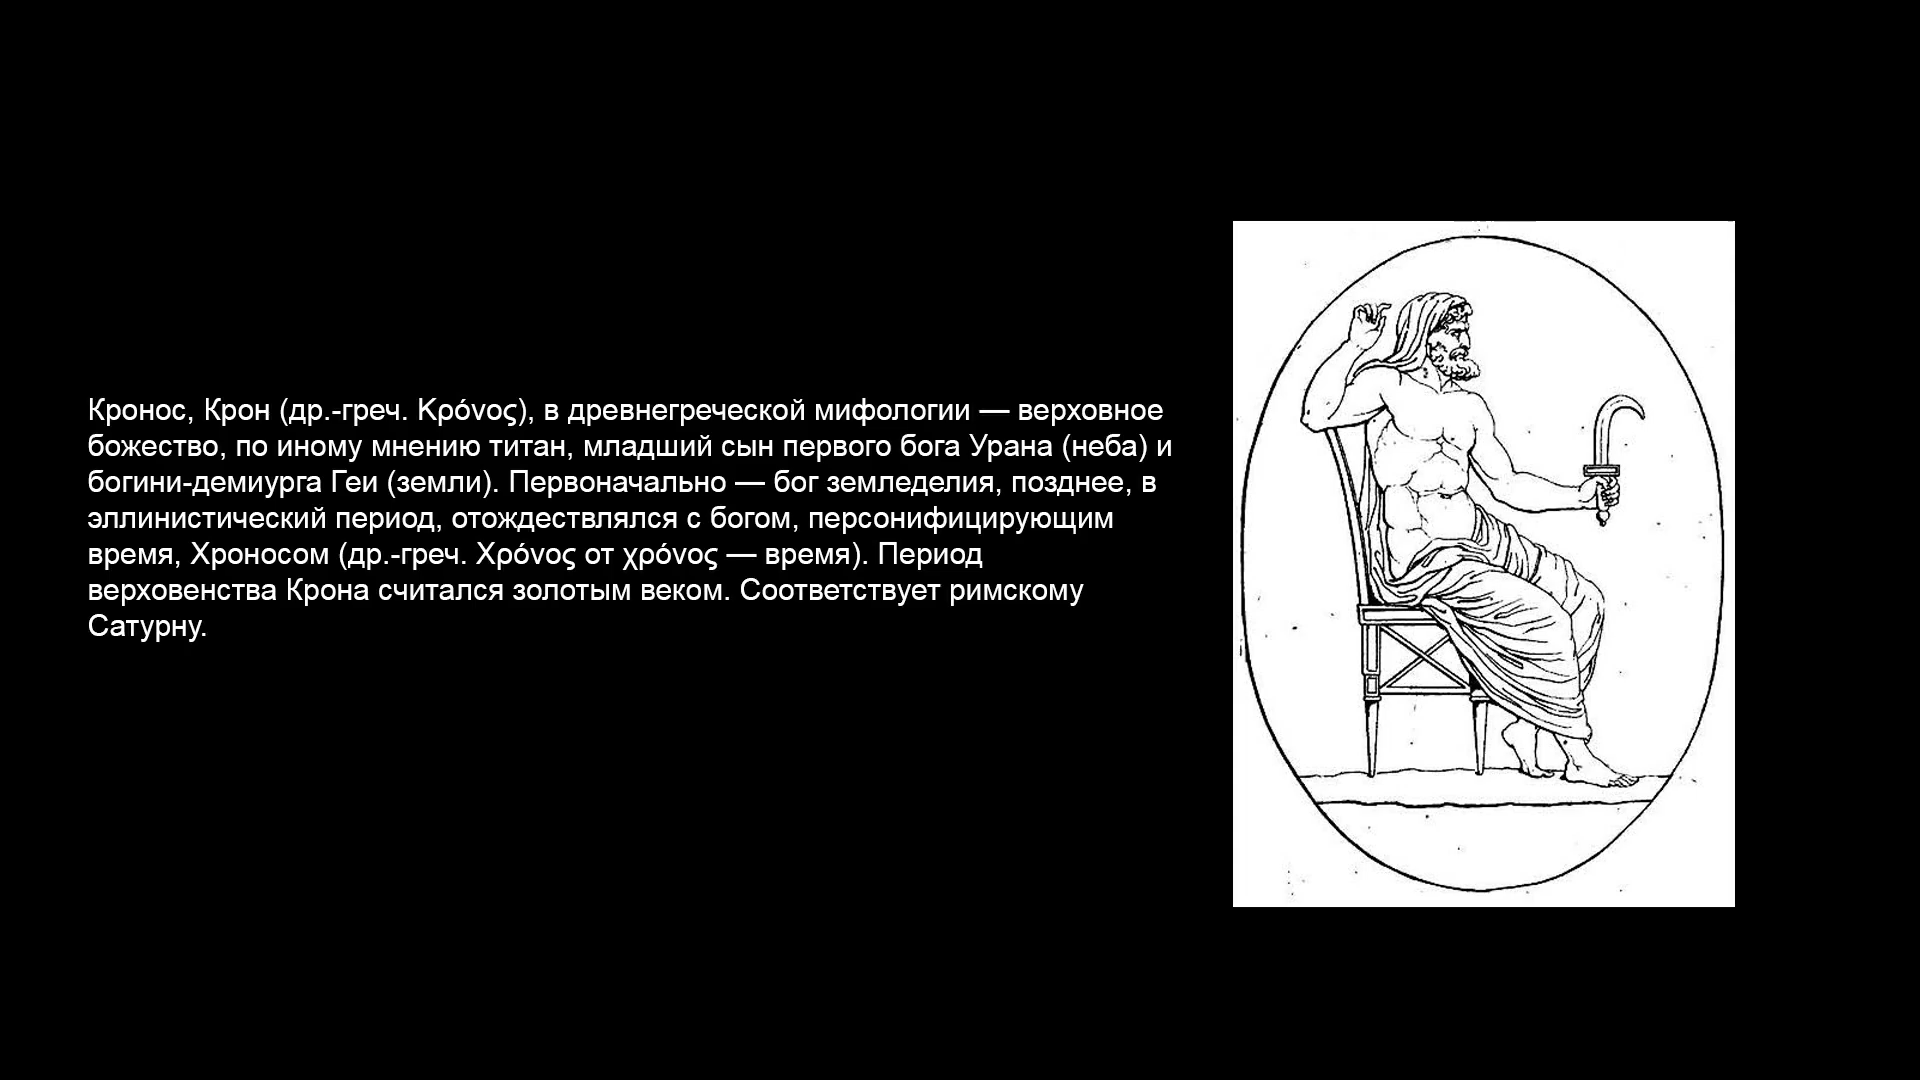 Кронос, Крон (др.-греч. Κρόνος), в древнегреческой мифологии — верховное
божество, по иному мнению титан, младший сын первого бога Урана (неба) и
богини-демиурга Геи (земли). Первоначально — бог земледелия, позднее, в
эллинистический период, отождествлялся с богом, персонифицирующим
время, Хроносом (др.-греч. Χρόνος от χρόνος — время). Период
верховенства Крона считался золотым веком. Соответствует римскому
Сатурну.